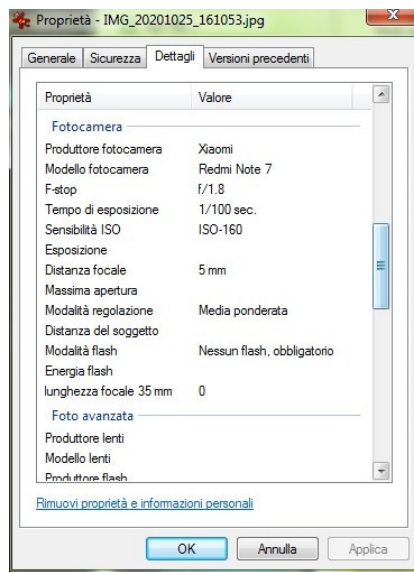 Proprietà - IMG_20201025_161053.jpg
Generale Sicurezza Dettagli Versioni precedenti
Proprietà Valore
Fotocamera
Produttore fotocamera Xiaomi
Modello fotocamera Redmi Note 7
F-stop f/1.8
Tempo di esposizione 1/100 sec.
Sensibilità ISO ISO-160
Esposizione
Distanza focale 5 mm
Massima apertura
Modalità regolazione Media ponderata
Distanza del soggetto
Modalità flash Nessun flash, obbligatorio
Energia flash
lunghezza focale 35 mm 0
Foto avanzata
Produttore lenti
Modello lenti
Produttore flash
Rimuovi proprietà e informazioni personali
OK Annulla Applica